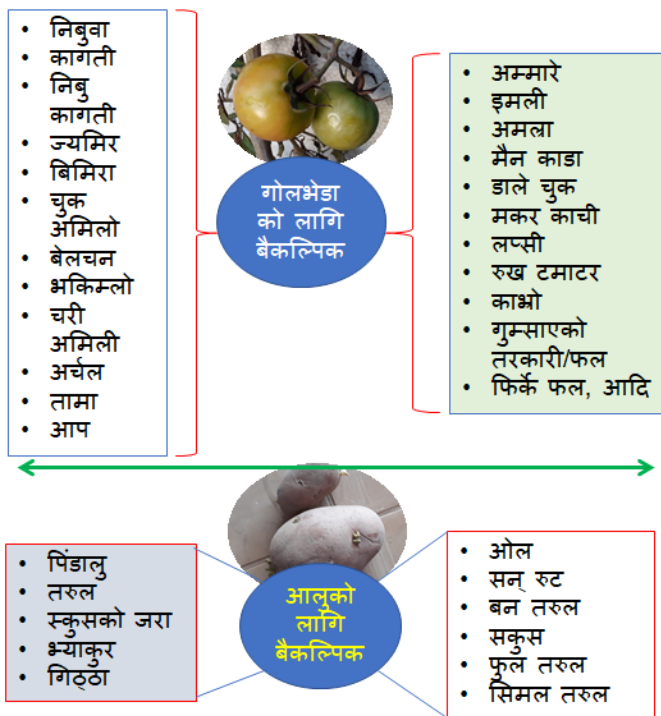 • निबुवा
• कागती
• निबु
कागती
• ज्यमिर
• बिमिरा
• चुक
अमिलो
• बेलचन
• भकिम्लो
• चरी
अमिली
• अर्चल
• तामा
• आप
गोलभेडा
को लागि
बैकल्पिक
• अम्मारे
• इमली
• अमला
• मैन काडा
• डाले चुक
• मकर काची
• लप्सी
• रुख टमाटर
• काभ्रो
• गुम्साएको
तरकारी/फल
• फिर्के फल, आदि
• पिंडालु
• तरुल
• स्कुसको जरा
• भ्याकुर
• गिठ्ठा
आलुको
लागि
बैकल्पिक
• ओल
• सन् रुट
• बन तरुल
• सकुस
• फुल तरुल
• सिमल तरुल